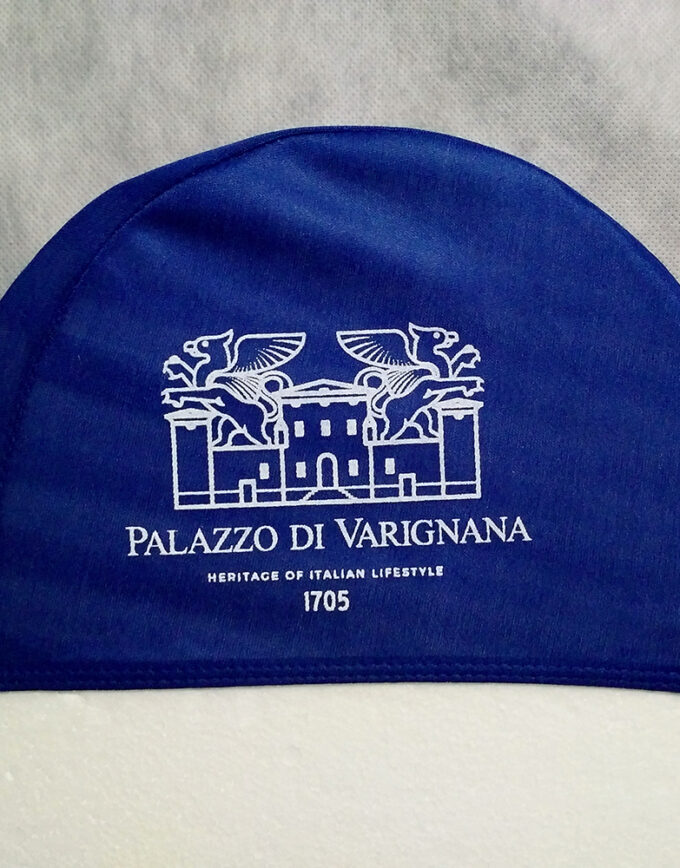 PALAZZO DI VARIGNANA
HERITAGE OF ITALIAN LIFESTYLE
1705